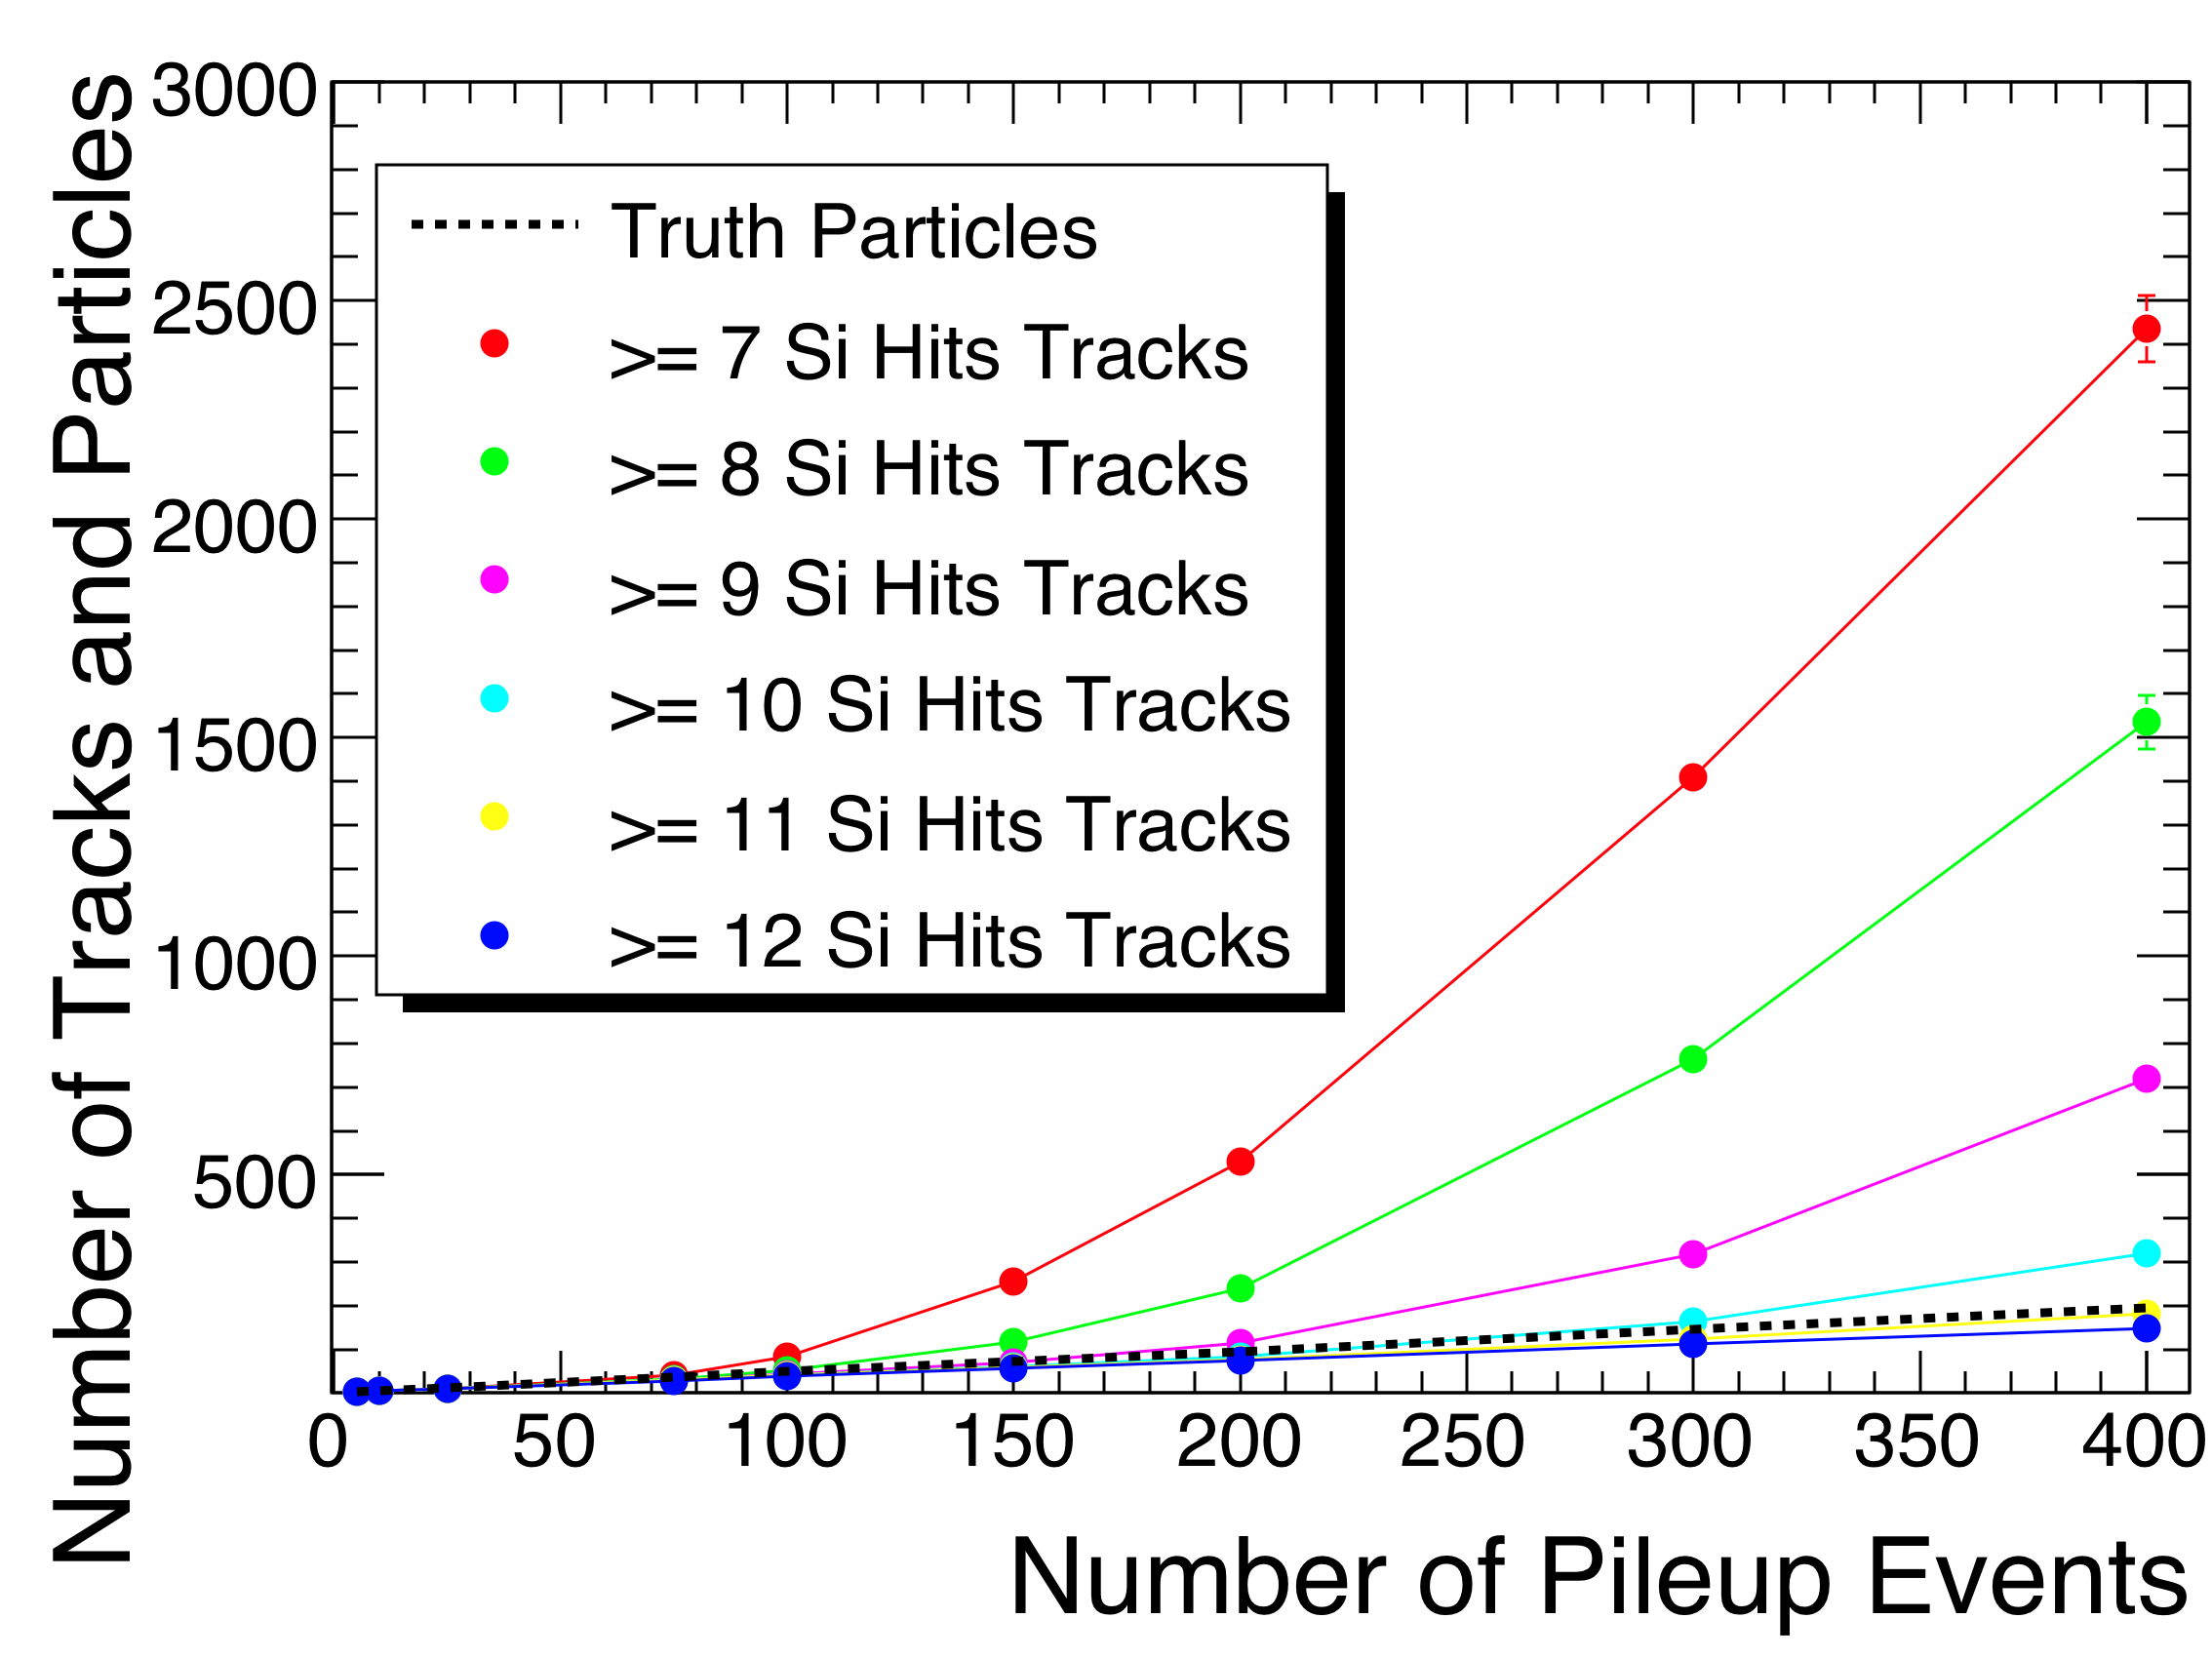 Number of Tracks and Particles
3000
2500
2000
1500
1000
500
Truth Particles
>= 7 Si Hits Tracks
>= 8 Si Hits Tracks
>= 9 Si Hits Tracks
>= 10 Si Hits Tracks
>= 11 Si Hits Tracks
>= 12 Si Hits Tracks
0 50 100 150 200 250 300 350 400
Number of Pileup Events